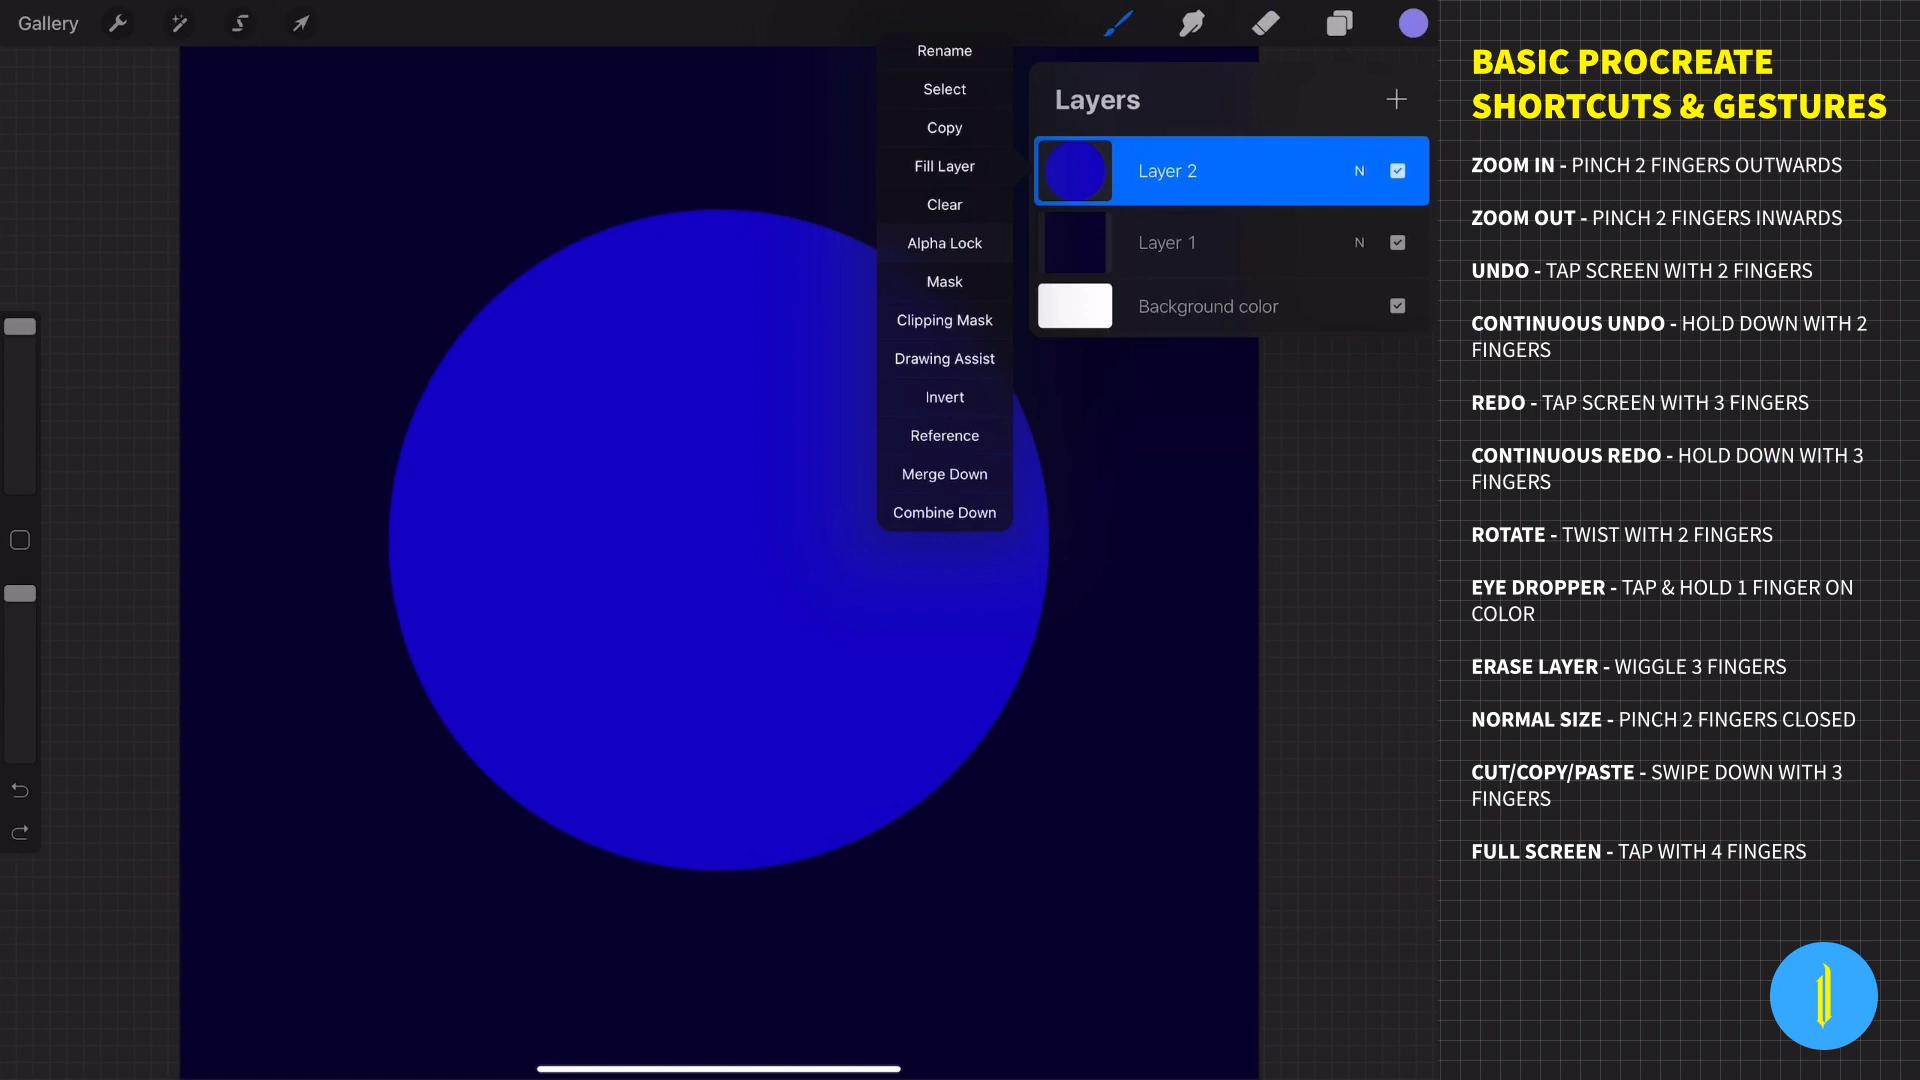 Gallery
Rename
Select
Copy
Fill Layer
Clear
Alpha Lock
Mask
Clipping Mask
Drawing Assist
Invert
Reference
Merge Down
Combine Down
Layers
Layer 2 N
Layer 1 N
Background color
BASIC PROCREATE
SHORTCUTS & GESTURES
ZOOM IN - PINCH 2 FINGERS OUTWARDS
ZOOM OUT - PINCH 2 FINGERS INWARDS
UNDO - TAP SCREEN WITH 2 FINGERS
CONTINUOUS UNDO - HOLD DOWN WITH 2
FINGERS
REDO - TAP SCREEN WITH 3 FINGERS
CONTINUOUS REDO - HOLD DOWN WITH 3
FINGERS
ROTATE - TWIST WITH 2 FINGERS
EYE DROPPER - TAP & HOLD 1 FINGER ON
COLOR
ERASE LAYER - WIGGLE 3 FINGERS
NORMAL SIZE - PINCH 2 FINGERS CLOSED
CUT/COPY/PASTE - SWIPE DOWN WITH 3
FINGERS
FULL SCREEN - TAP WITH 4 FINGERS